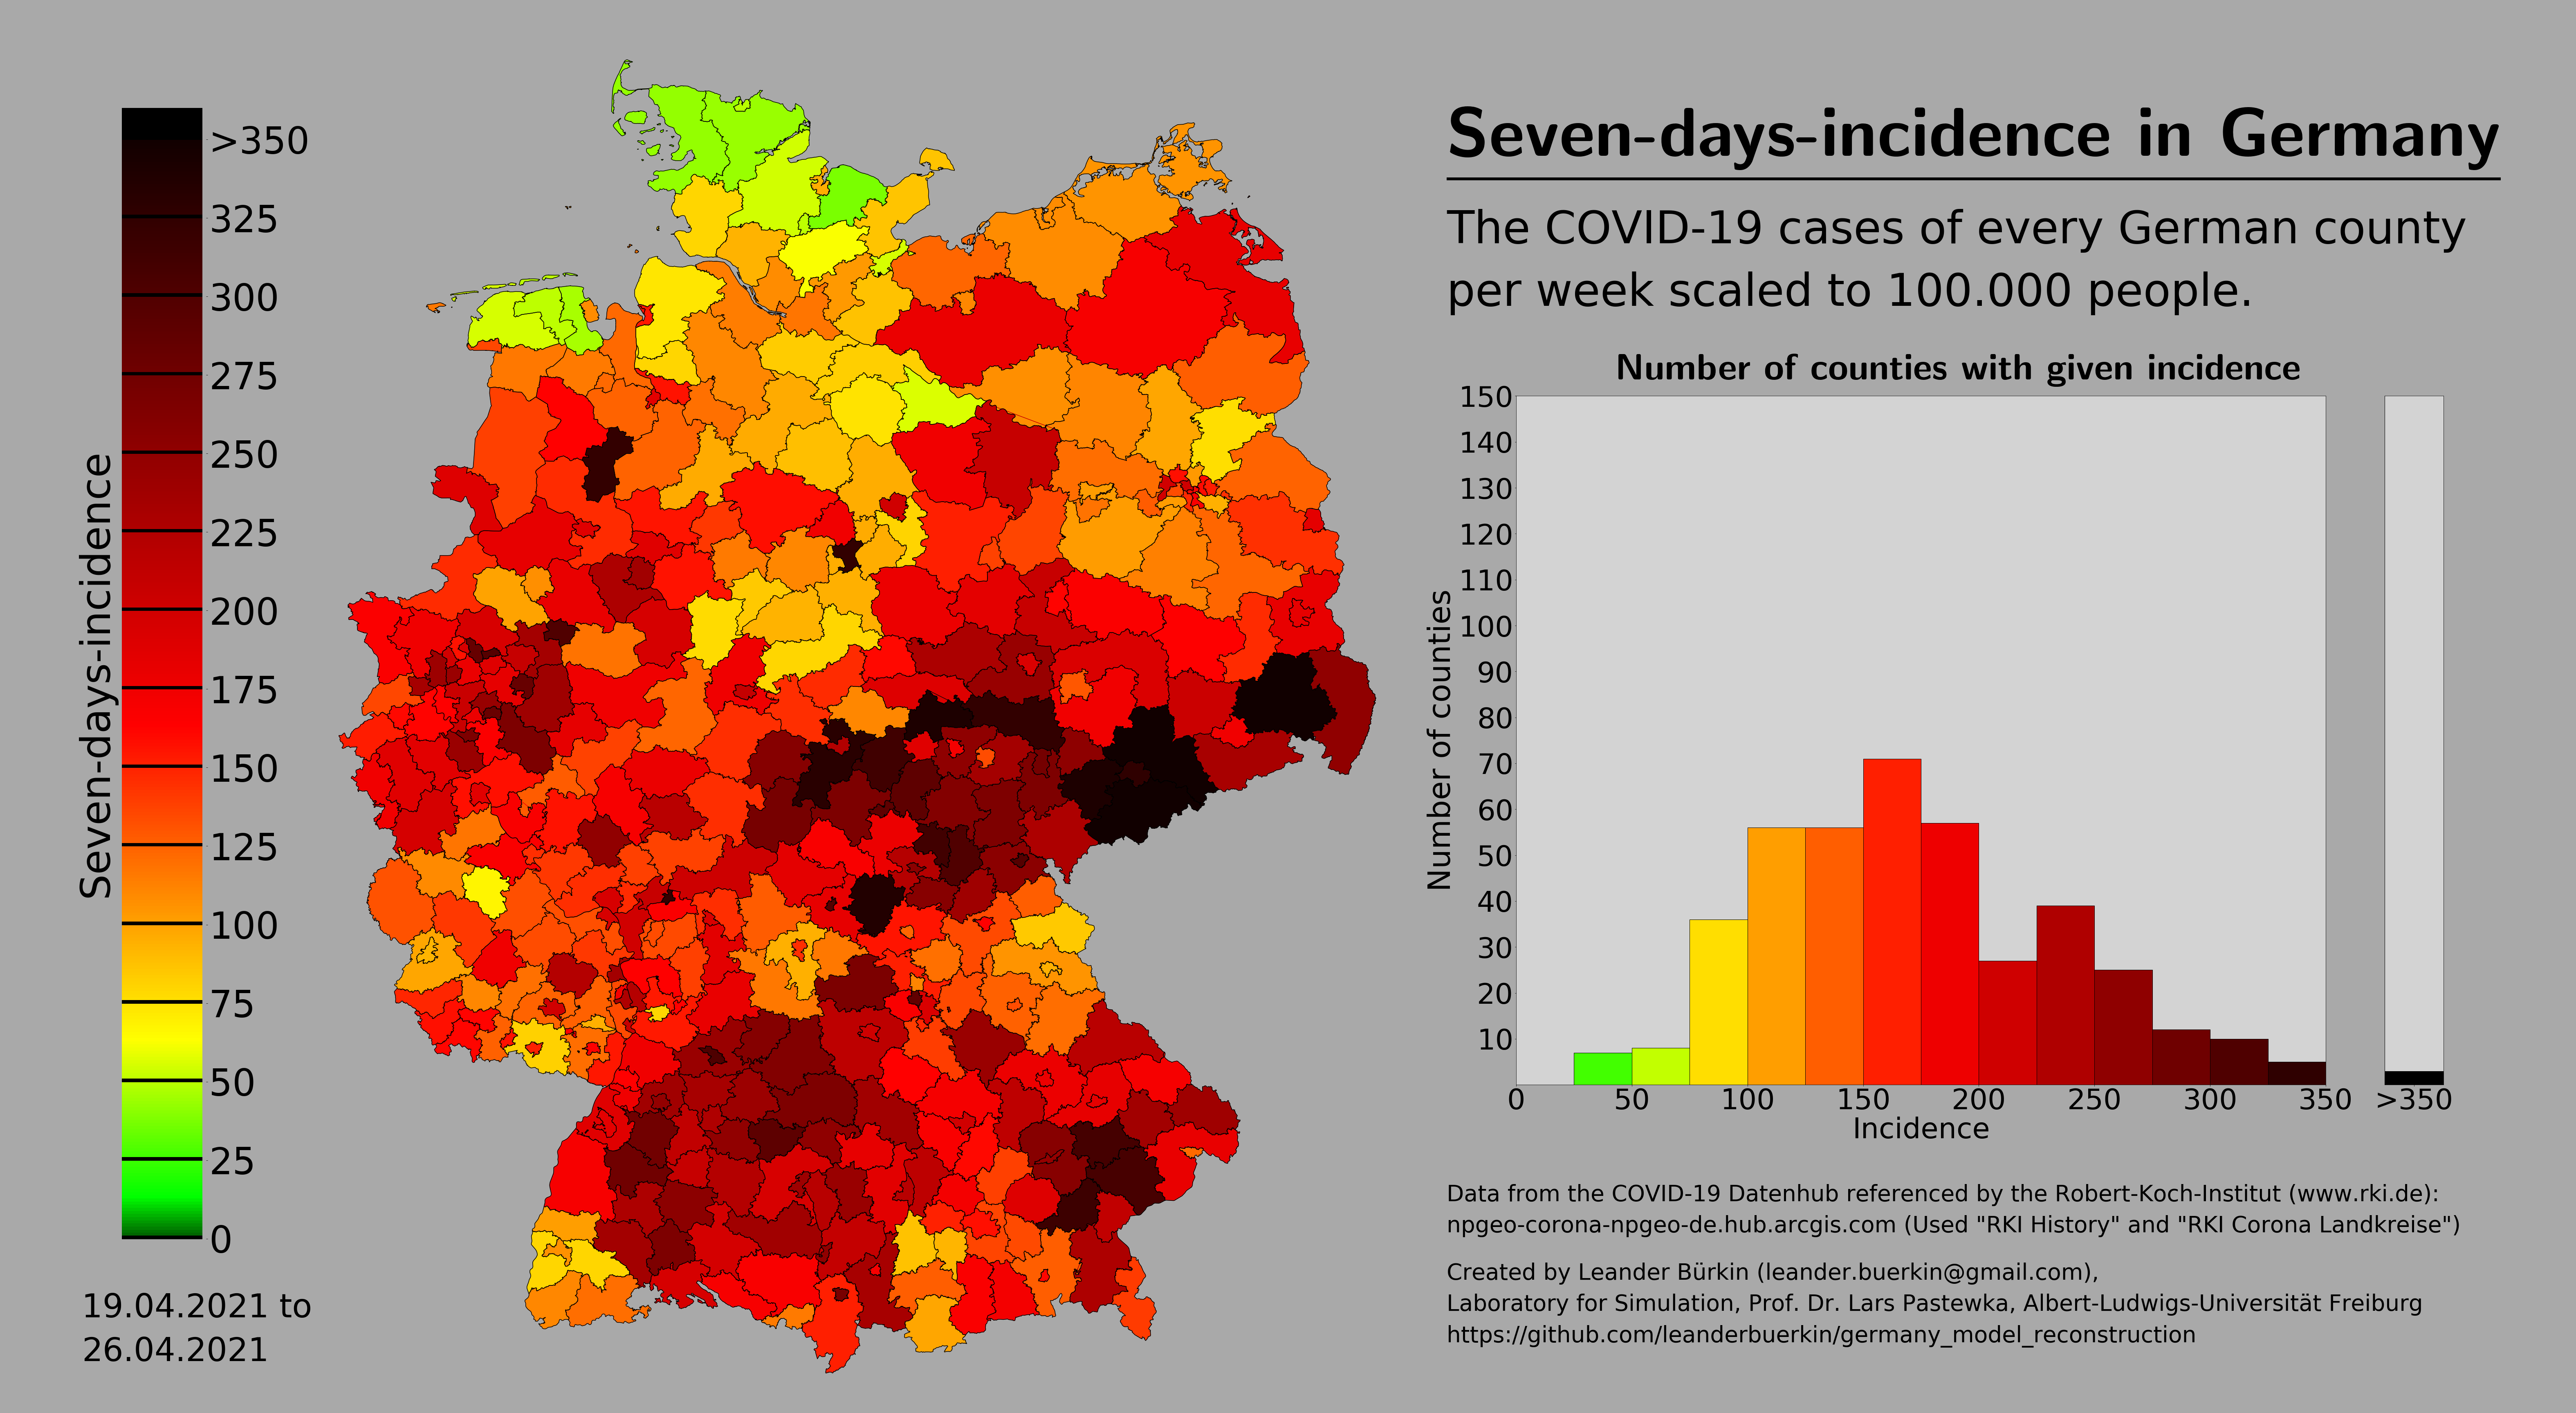 Seven-days-incidence in Germany
The COVID-19 cases of every German county
per week scaled to 100.000 people.
Seven-days-incidence
>350
325
300
275
250
225
200
175
150
125
100
75
50
25
0
19.04.2021 to
26.04.2021
Number of counties with given incidence
Number of counties
150
140
130
120
110
100
90
80
70
60
50
40
30
20
10
0 50 100 150 200 250 300 350 >350
Incidence
Data from the COVID-19 Datenhub referenced by the Robert-Koch-Institut (www.rki.de):
npgeo-corona-npgeo-de.hub.arcgis.com (Used "RKI History" and "RKI Corona Landkreise")
Created by Leander Bürkin (leander.buerkin@gmail.com),
Laboratory for Simulation, Prof. Dr. Lars Pastewka, Albert-Ludwigs-Universität Freiburg
https://github.com/leanderbuerkin/germany_model_reconstruction